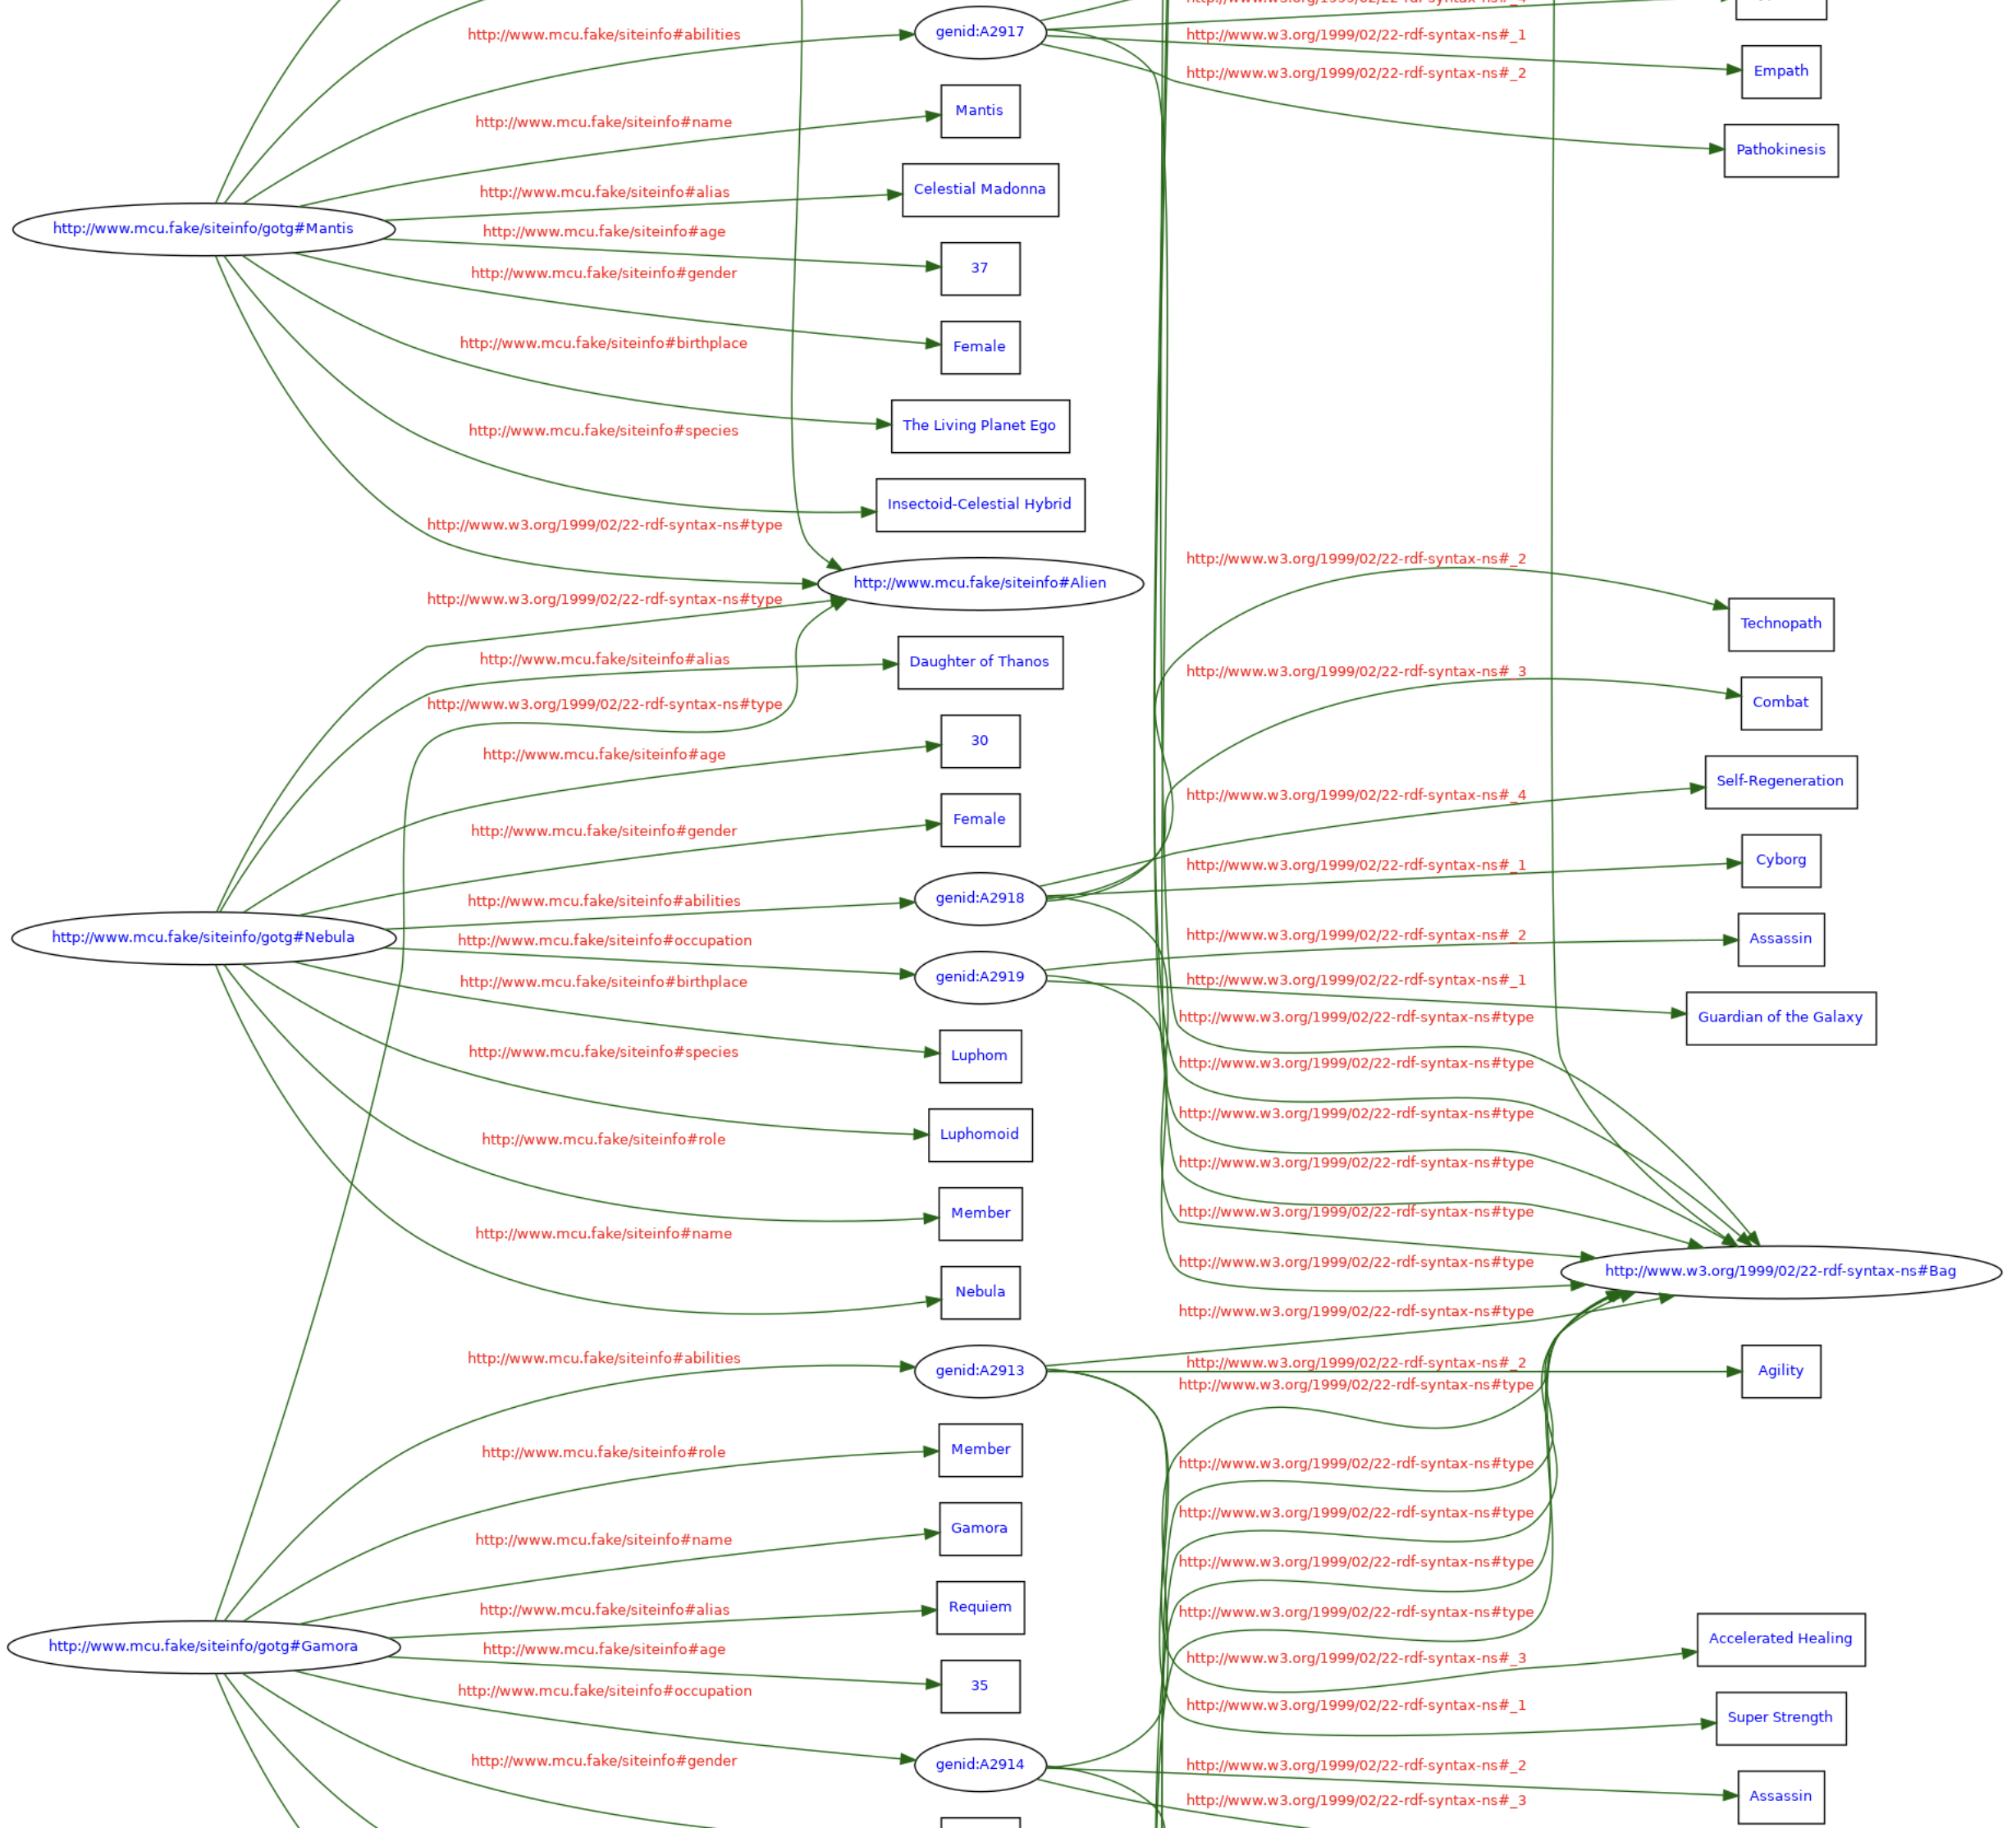 http://www.mcu.fake/siteinfo#abilities
genid:A2917
http://www.w3.org/1999/02/22-rdf-syntax-ns#_1
Empath
http://www.w3.org/1999/02/22-rdf-syntax-ns#_2
Pathokinesis
http://www.mcu.fake/siteinfo#name
Mantis
http://www.mcu.fake/siteinfo#alias
Celestial Madonna
http://www.mcu.fake/siteinfo/gotg#Mantis
http://www.mcu.fake/siteinfo#age
37
http://www.mcu.fake/siteinfo#gender
Female
http://www.mcu.fake/siteinfo#birthplace
The Living Planet Ego
http://www.mcu.fake/siteinfo#species
Insectoid-Celestial Hybrid
http://www.w3.org/1999/02/22-rdf-syntax-ns#type
http://www.mcu.fake/siteinfo#Alien
http://www.w3.org/1999/02/22-rdf-syntax-ns#_2
Technopath
http://www.w3.org/1999/02/22-rdf-syntax-ns#type
http://www.mcu.fake/siteinfo#alias
Daughter of Thanos
http://www.w3.org/1999/02/22-rdf-syntax-ns#_3
Combat
http://www.w3.org/1999/02/22-rdf-syntax-ns#type
http://www.mcu.fake/siteinfo#age
30
http://www.w3.org/1999/02/22-rdf-syntax-ns#_4
Self-Regeneration
http://www.mcu.fake/siteinfo#gender
Female
http://www.w3.org/1999/02/22-rdf-syntax-ns#_1
Cyborg
http://www.mcu.fake/siteinfo#abilities
genid:A2918
http://www.mcu.fake/siteinfo/gotg#Nebula
http://www.mcu.fake/siteinfo#occupation
http://www.w3.org/1999/02/22-rdf-syntax-ns#_2
Assassin
genid:A2919
http://www.mcu.fake/siteinfo#birthplace
http://www.w3.org/1999/02/22-rdf-syntax-ns#_1
Guardian of the Galaxy
http://www.w3.org/1999/02/22-rdf-syntax-ns#type
Luphom
http://www.mcu.fake/siteinfo#species
http://www.w3.org/1999/02/22-rdf-syntax-ns#type
http://www.w3.org/1999/02/22-rdf-syntax-ns#type
Luphomoid
http://www.mcu.fake/siteinfo#role
http://www.w3.org/1999/02/22-rdf-syntax-ns#type
Member
http://www.w3.org/1999/02/22-rdf-syntax-ns#type
http://www.mcu.fake/siteinfo#name
http://www.w3.org/1999/02/22-rdf-syntax-ns#type
http://www.w3.org/1999/02/22-rdf-syntax-ns#Bag
Nebula
http://www.w3.org/1999/02/22-rdf-syntax-ns#type
http://www.mcu.fake/siteinfo#abilities
genid:A2913
http://www.w3.org/1999/02/22-rdf-syntax-ns#_2
Agility
http://www.w3.org/1999/02/22-rdf-syntax-ns#type
http://www.mcu.fake/siteinfo#role
Member
http://www.w3.org/1999/02/22-rdf-syntax-ns#type
http://www.w3.org/1999/02/22-rdf-syntax-ns#type
http://www.mcu.fake/siteinfo#name
Gamora
http://www.w3.org/1999/02/22-rdf-syntax-ns#type
http://www.mcu.fake/siteinfo#alias
Requiem
http://www.w3.org/1999/02/22-rdf-syntax-ns#type
http://www.mcu.fake/siteinfo/gotg#Gamora
http://www.mcu.fake/siteinfo#age
35
http://www.w3.org/1999/02/22-rdf-syntax-ns#_3
Accelerated Healing
http://www.mcu.fake/siteinfo#occupation
http://www.w3.org/1999/02/22-rdf-syntax-ns#_1
Super Strength
http://www.mcu.fake/siteinfo#gender
genid:A2914
http://www.w3.org/1999/02/22-rdf-syntax-ns#_2
Assassin
http://www.w3.org/1999/02/22-rdf-syntax-ns#_3